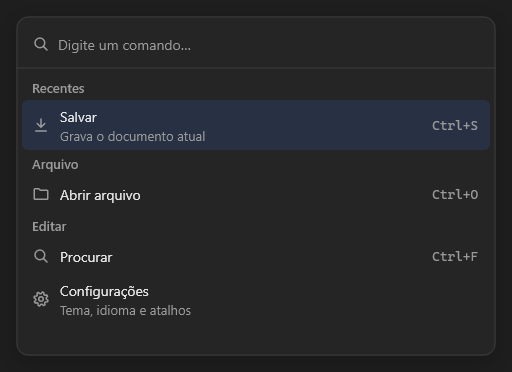 Digite um comando...
Recentes
Salvar
Ctrl+S
Grava o documento atual
Arquivo
Abrir arquivo
Ctrl+O
Editar
Procurar
Ctrl+F
Configurações
Tema, idioma e atalhos